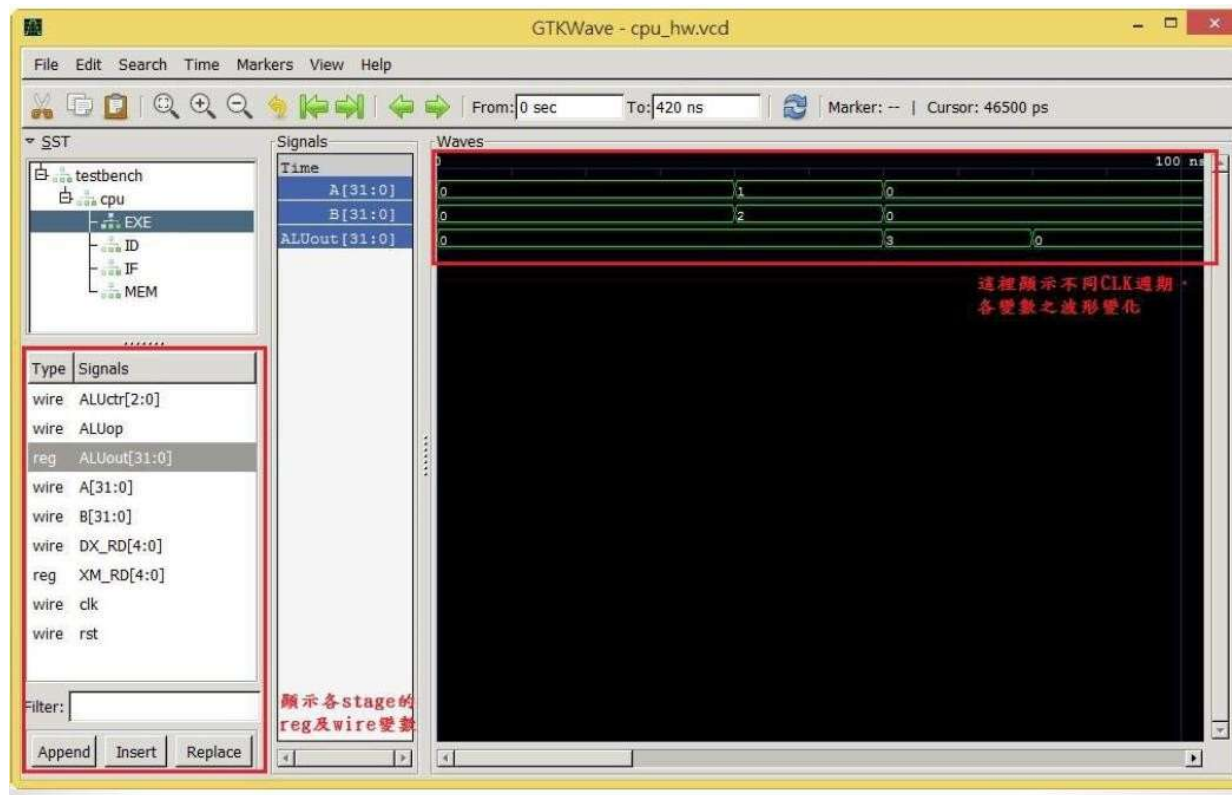 GTKWave - cpu_hw.vcd
File Edit Search Time Markers View Help
From: 0 sec To: 420 ns Marker: -- | Cursor: 46500 ps
SST
testbench
cpu
EXE
ID
IF
MEM
Type Signals
wire ALUctr[2:0]
wire ALUop
reg ALUout[31:0]
wire A[31:0]
wire B[31:0]
wire DX_RD[4:0]
reg XM_RD[4:0]
wire clk
wire rst
Filter:
Append Insert Replace
Signals
Time
A[31:0]
B[31:0]
ALUout[31:0]
顯示各stage的
reg及wire變數
Waves
0 100 ns
0 1 0
0 2 0
0 3 0
這裡顯示不同CLK週期,
各變數之波形變化